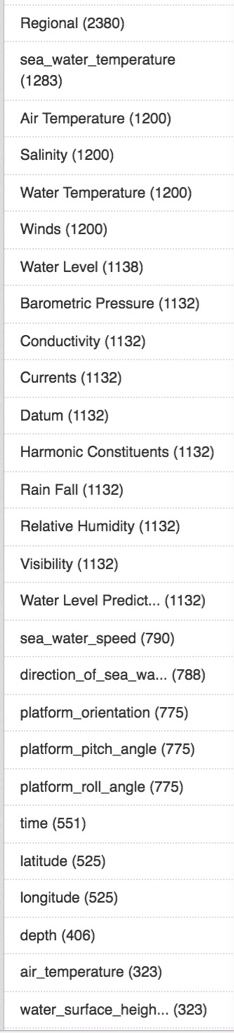 Regional (2380)
sea_water_temperature
(1283)
Air Temperature (1200)
Salinity (1200)
Water Temperature (1200)
Winds (1200)
Water Level (1138)
Barometric Pressure (1132)
Conductivity (1132)
Currents (1132)
Datum (1132)
Harmonic Constituents (1132)
Rain Fall (1132)
Relative Humidity (1132)
Visibility (1132)
Water Level Predict... (1132)
sea_water_speed (790)
direction_of_sea_wa... (788)
platform_orientation (775)
platform_pitch_angle (775)
platform_roll_angle (775)
time (551)
latitude (525)
longitude (525)
depth (406)
air_temperature (323)
water_surface_heigh... (323)